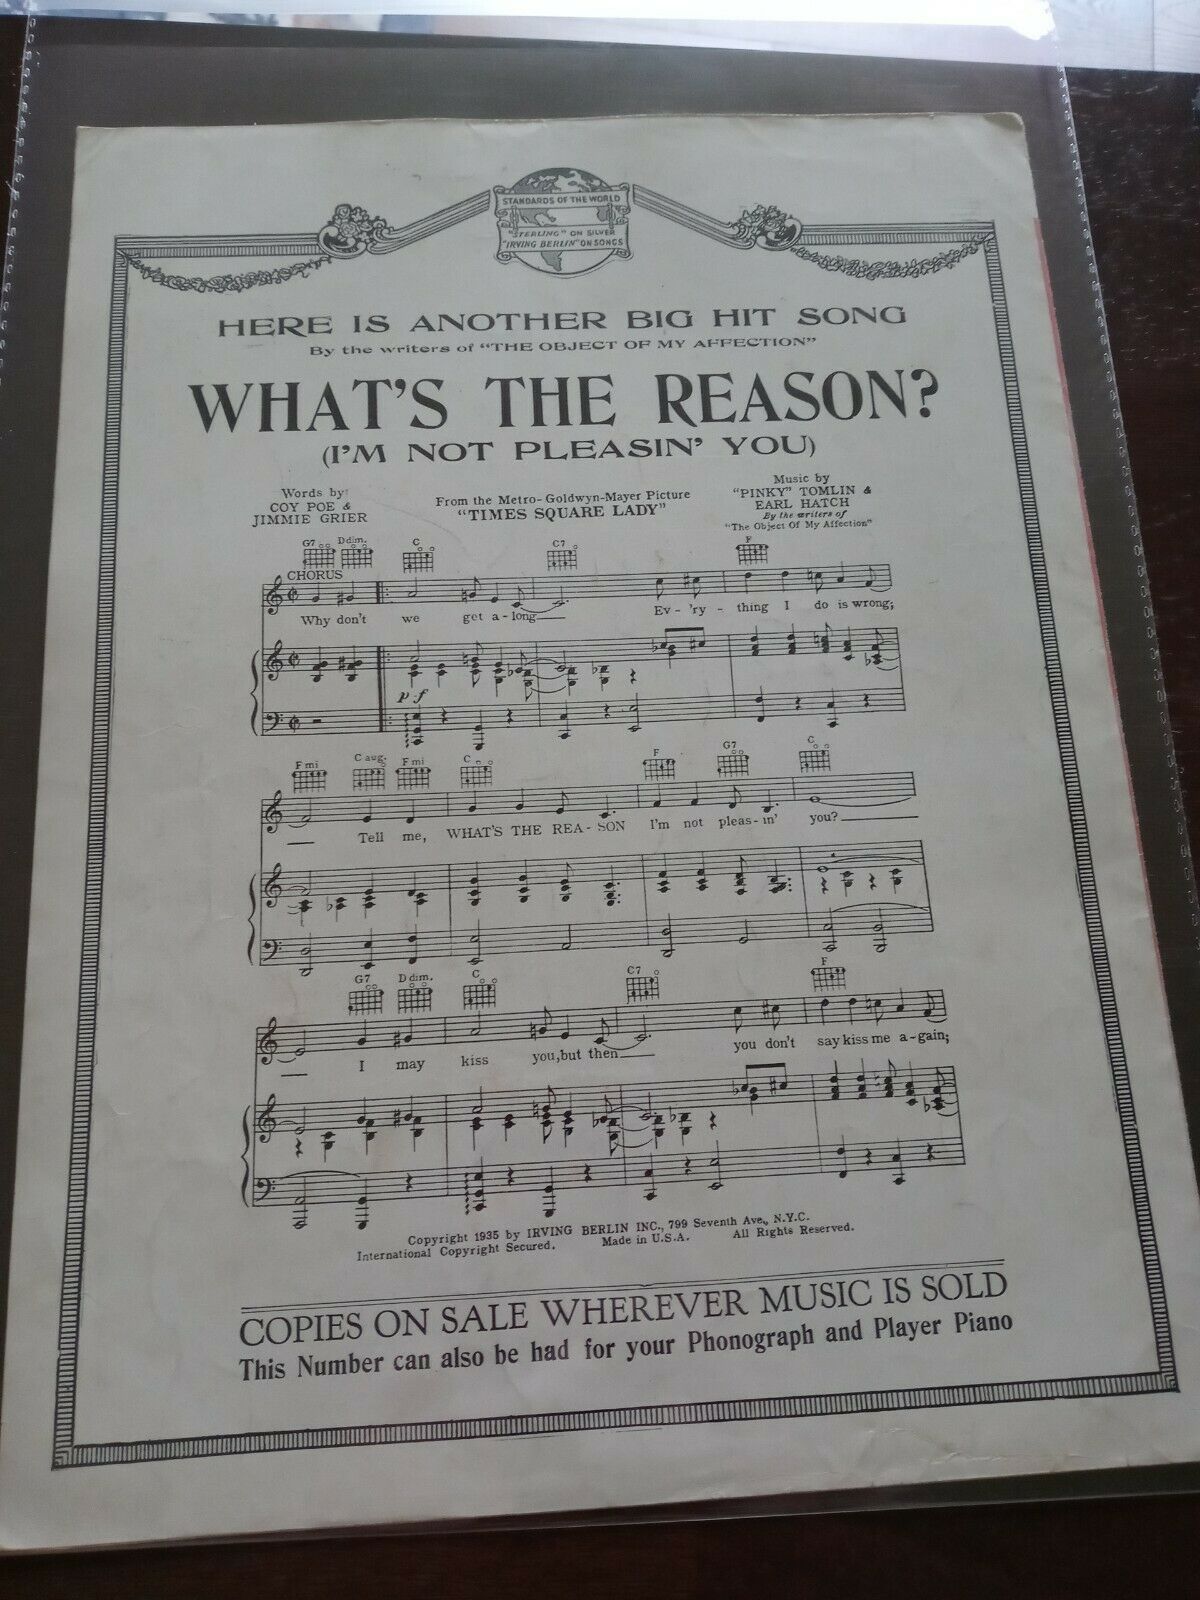 STANDARDS OF THE WORLD
"STERLING" ON SILVER
"IRVING BERLIN" ON SONGS
HERE IS ANOTHER BIG HIT SONG
By the writers of "THE OBJECT OF MY AFFECTION"
WHAT'S THE REASON?
(I'M NOT PLEASIN' YOU)
Words by
COY POE &
JIMMIE GRIER
From the Metro-Goldwyn-Mayer Picture
"TIMES SQUARE LADY"
Music by
"PINKY" TOMLIN &
EARL HATCH
By the writers of
"The Object Of My Affection"
G7 D dim. C C7 F
CHORUS
Why don't we get a-long Ev-'ry-thing I do is wrong;
p f
F mi C aug. F mi C F G7 C
Tell me, WHAT'S THE REA-SON I'm not pleas-in' you?
G7 D dim. C C7 F
I may kiss you, but then you don't say kiss me a-gain;
Copyright 1935 by IRVING BERLIN INC., 799 Seventh Ave., N.Y.C.
International Copyright Secured. Made in U.S.A. All Rights Reserved.
COPIES ON SALE WHEREVER MUSIC IS SOLD
This Number can also be had for your Phonograph and Player Piano